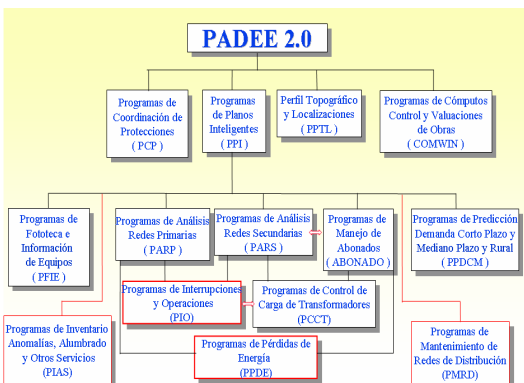 PADEE 2.0
Programas de
Coordinación de
Protecciones
( PCP )
Programas
de Planos
Inteligentes
( PPI )
Perfil Topográfico
y Localizaciones
( PPTL )
Programas de Cómputos
Control y Valuaciones
de Obras
( COMWIN )
Programas de
Fototeca e
Información
de Equipos
( PFIE )
Programas de Análisis
Redes Primarias
( PARP )
Programas de Análisis
Redes Secundarias
( PARS )
Programas de
Manejo de
Abonados
( ABONADO )
Programas de Predicción
Demanda Corto Plazo y
Mediano Plazo y Rural
( PPDCM )
Programas de Interrupciones
y Operaciones
(PIO)
Programas de Control de
Carga de Transformadores
(PCCT)
Programas de Inventario
Anomalías, Alumbrado
y Otros Servicios
(PIAS)
Programas de Pérdidas de
Energía
(PPDE)
Programas de
Mantenimiento de
Redes de Distribución
(PMRD)